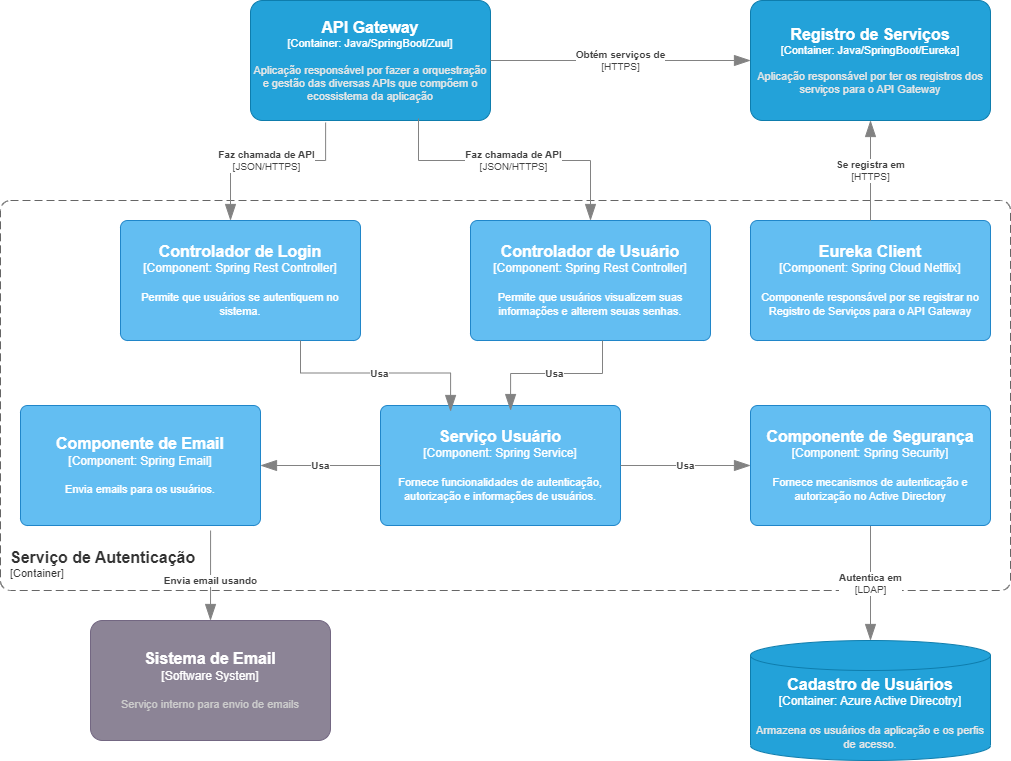 API Gateway
[Container: Java/SpringBoot/Zuul]
Aplicação responsável por fazer a orquestração
e gestão das diversas APIs que compõem o
ecossistema da aplicação
Obtém serviços de
[HTTPS]
Registro de Serviços
[Container: Java/SpringBoot/Eureka]
Aplicação responsável por ter os registros dos
serviços para o API Gateway
Faz chamada de API
[JSON/HTTPS]
Faz chamada de API
[JSON/HTTPS]
Se registra em
[HTTPS]
Controlador de Login
[Component: Spring Rest Controller]
Permite que usuários se autentiquem no
sistema.
Controlador de Usuário
[Component: Spring Rest Controller]
Permite que usuários visualizem suas
informações e alterem seuas senhas.
Eureka Client
[Component: Spring Cloud Netflix]
Componente responsável por se registrar no
Registro de Serviços para o API Gateway
Usa
Usa
Componente de Email
[Component: Spring Email]
Envia emails para os usuários.
Usa
Serviço Usuário
[Component: Spring Service]
Fornece funcionalidades de autenticação,
autorização e informações de usuários.
Usa
Componente de Segurança
[Component: Spring Security]
Fornece mecanismos de autenticação e
autorização no Active Directory
Serviço de Autenticação
[Container]
Envia email usando
Autentica em
[LDAP]
Sistema de Email
[Software System]
Serviço interno para envio de emails
Cadastro de Usuários
[Container: Azure Active Direcotry]
Armazena os usuários da aplicação e os perfis
de acesso.